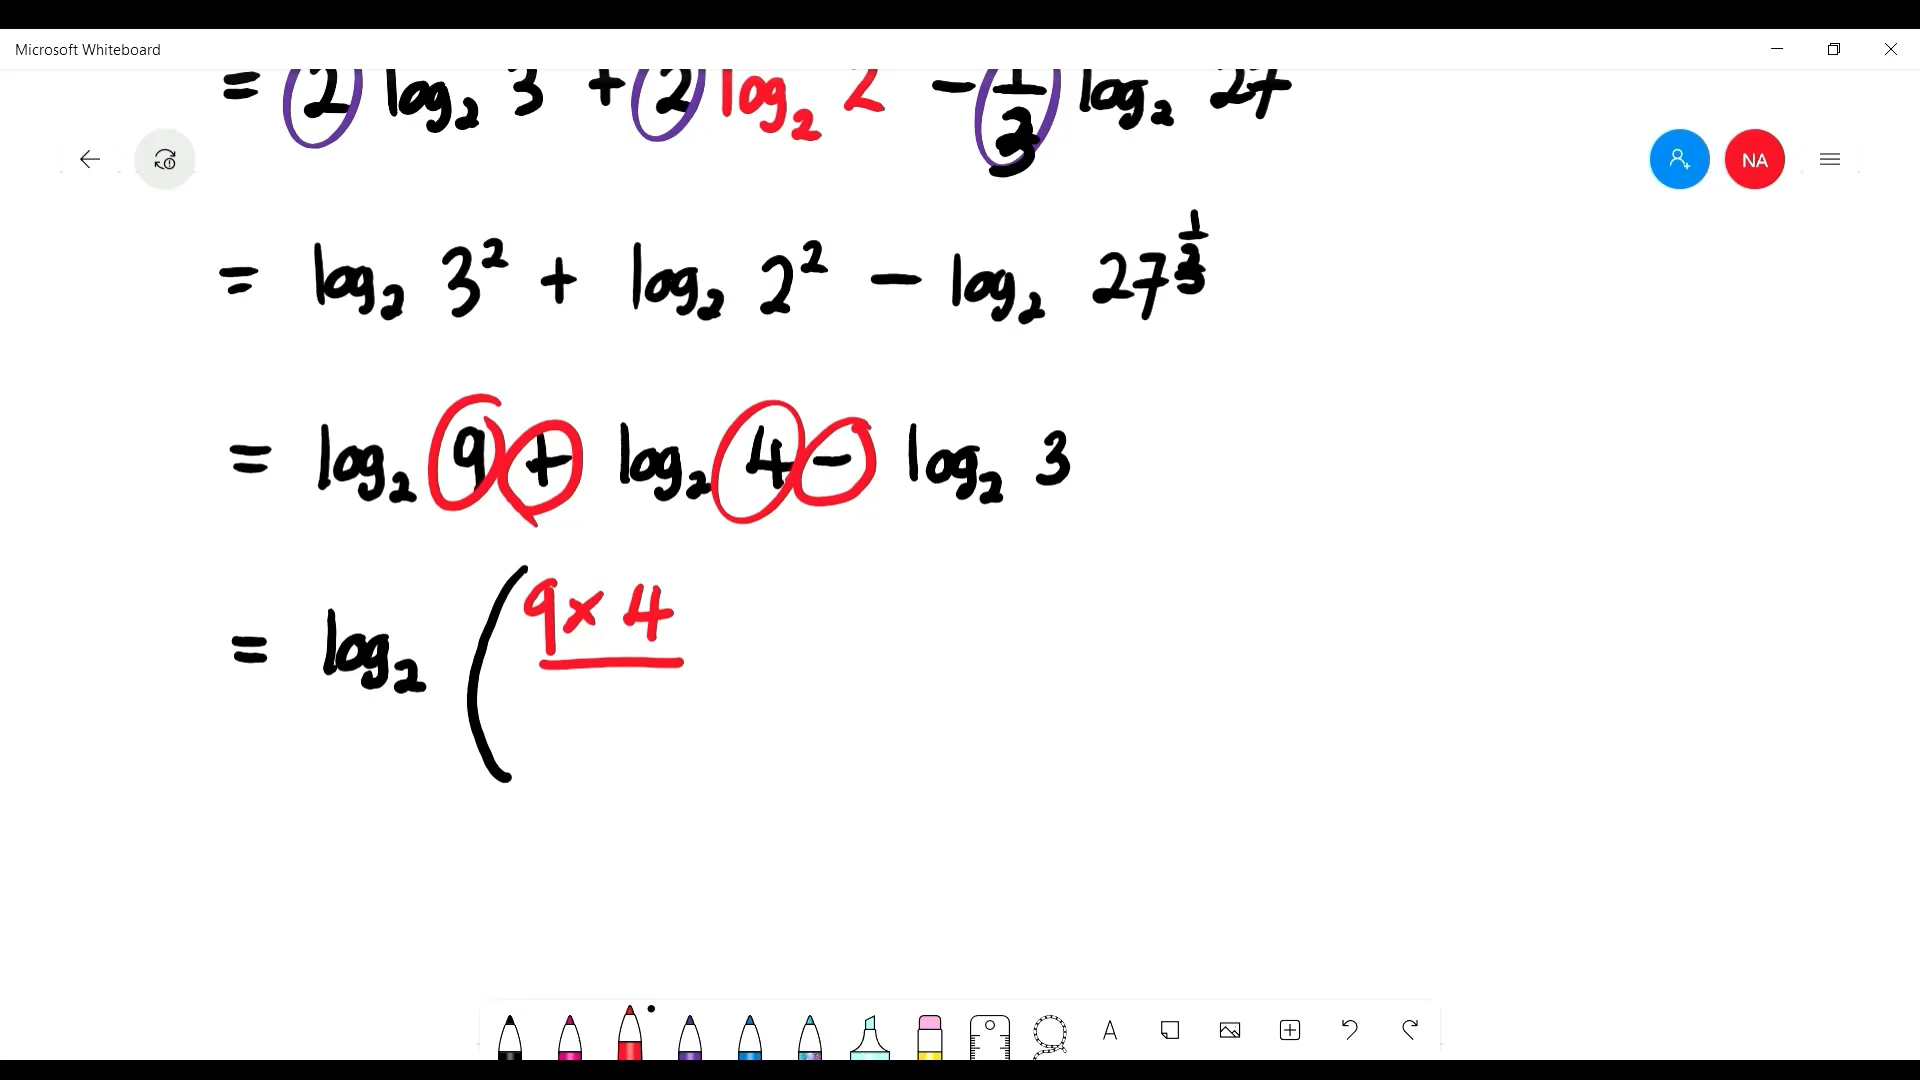 Microsoft Whiteboard
= 2 log₂ 3 + 2 log₂ 2 - 1/3 log₂ 27
NA
= log₂ 3² + log₂ 2² - log₂ 27^(1/3)
= log₂ 9 + log₂ 4 - log₂ 3
= log₂ ( 9 × 4
A